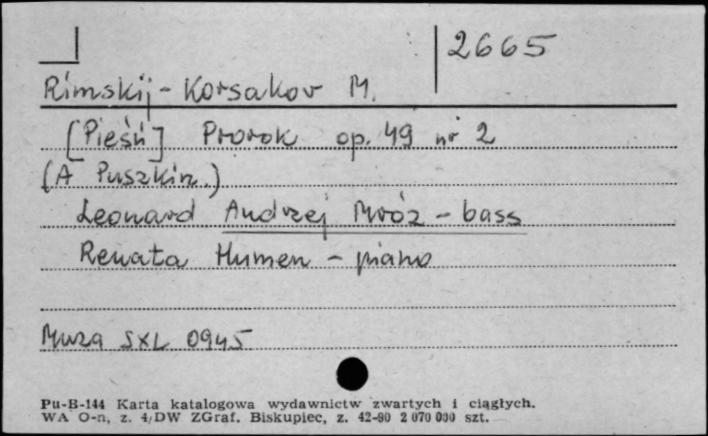 2665
Rimskij-Korsakov M.
[Pieśń] Prorok op. 49 nr 2
(A Puszkin.)
Leonard Andrzej Mróz - bass
Renata Humen - piano
Muza SXL 0945
Pu-B-144 Karta katalogowa wydawnictw zwartych i ciągłych.
WA O-n, z. 4/DW ZGraf. Biskupiec, z. 42-90 2 070 000 szt.